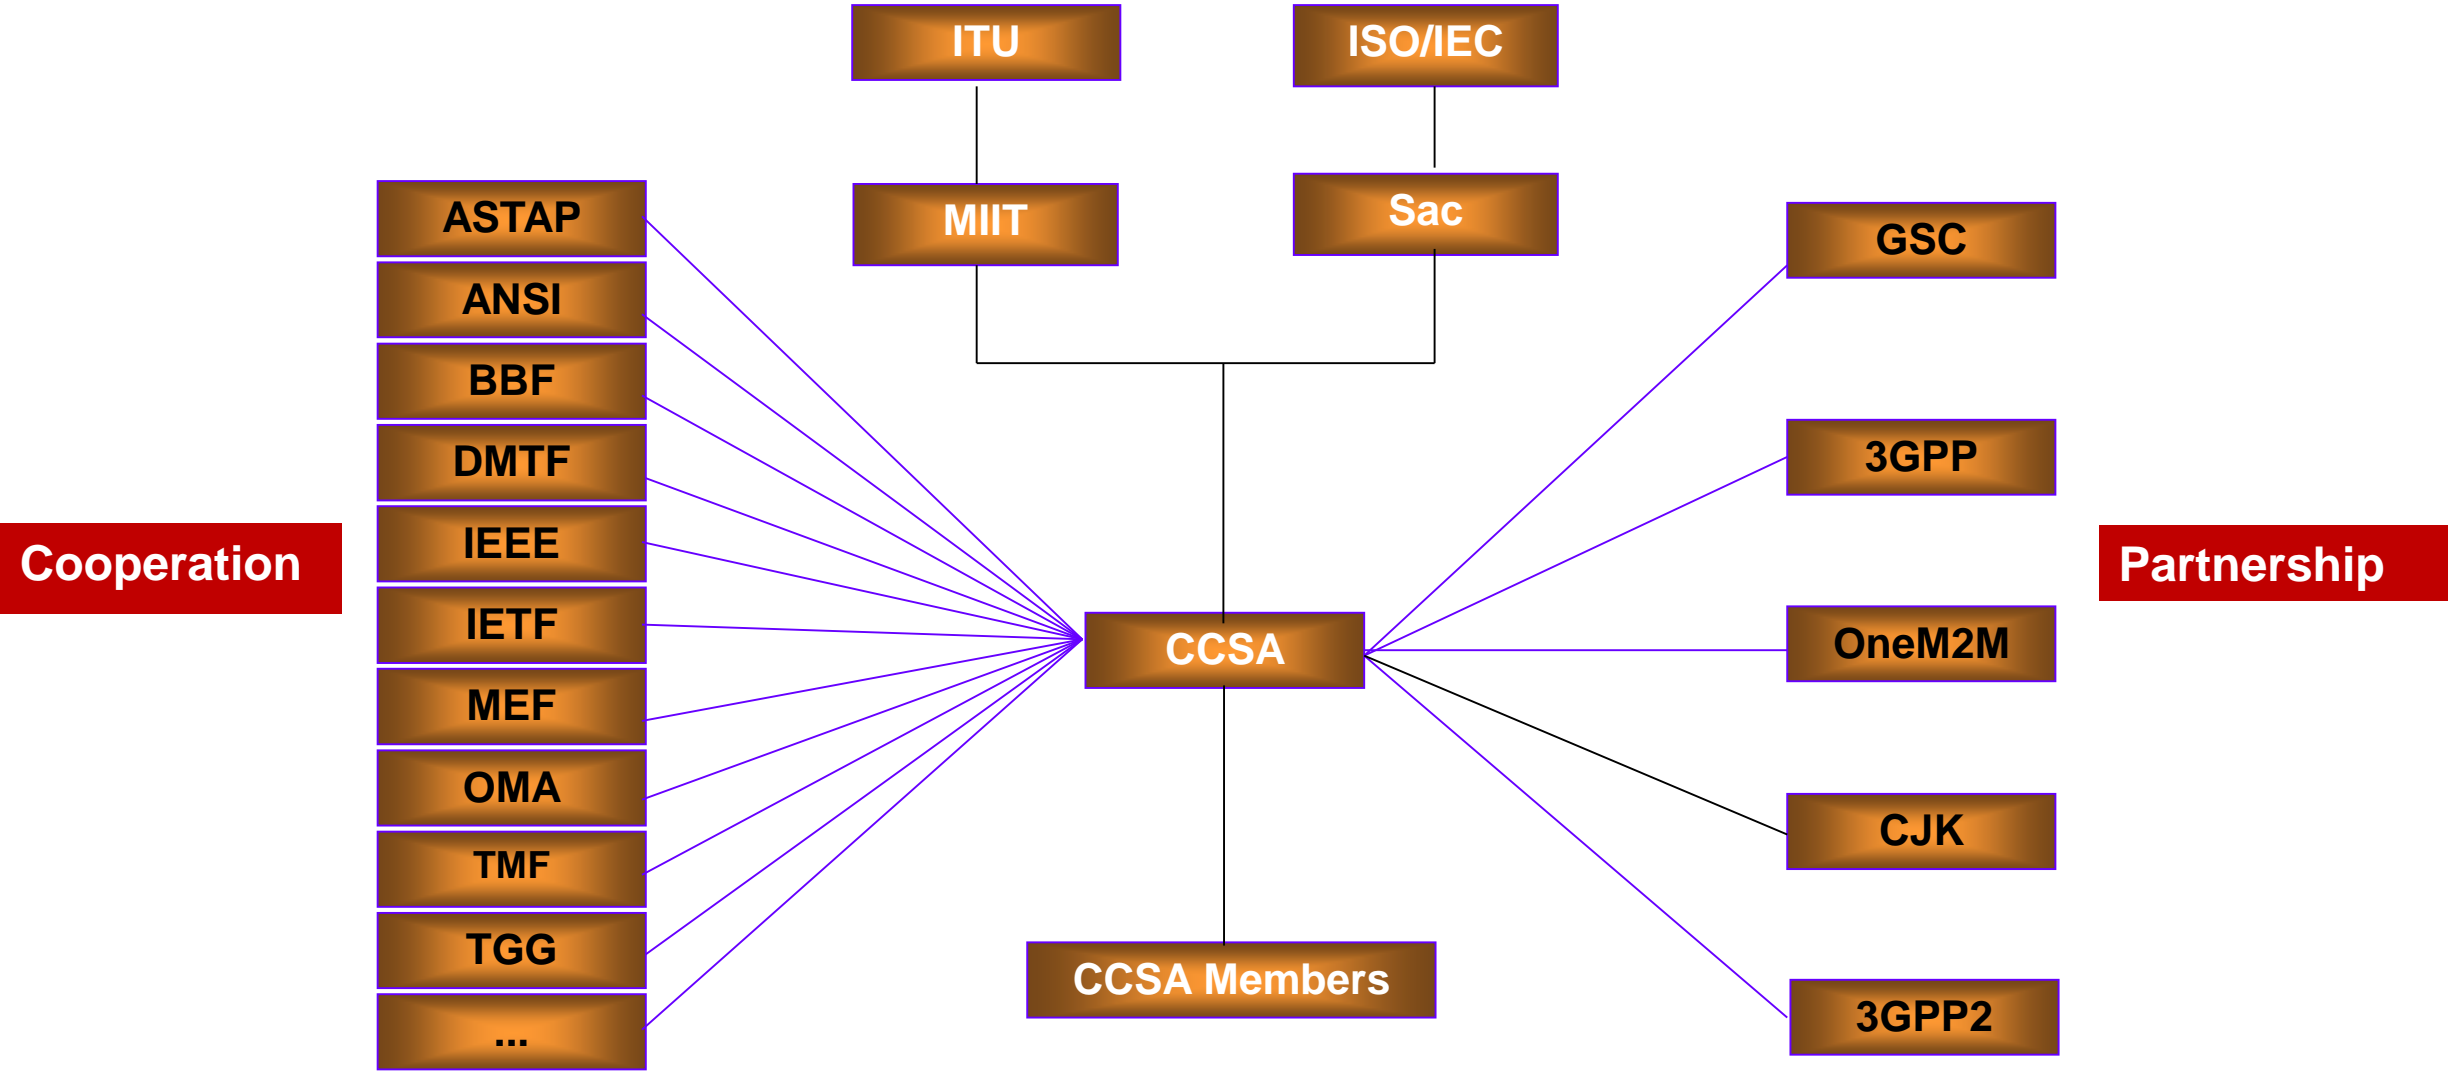 ITU
ISO/IEC
MIIT
Sac
ASTAP
ANSI
BBF
DMTF
IEEE
IETF
MEF
OMA
TMF
TGG
...
Cooperation
CCSA
CCSA Members
GSC
3GPP
OneM2M
CJK
3GPP2
Partnership